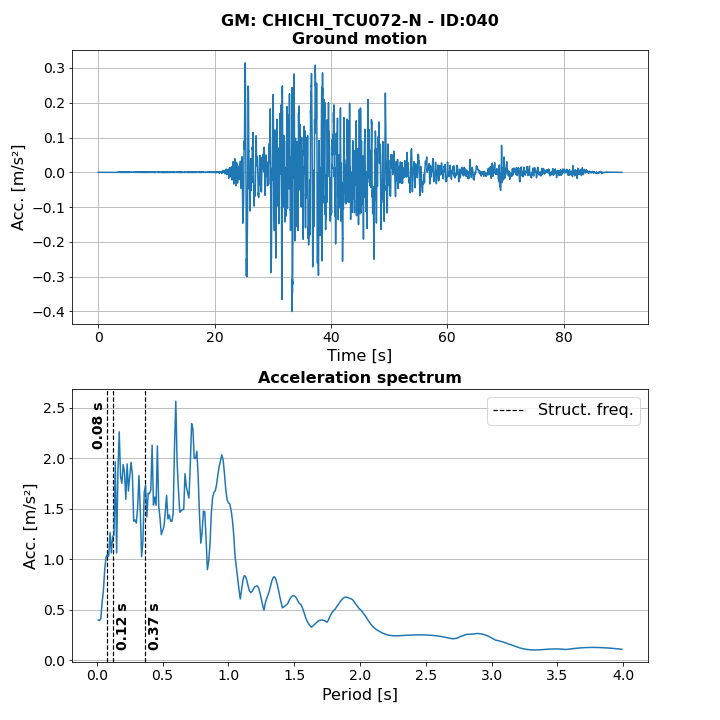 GM: CHICHI_TCU072-N - ID:040
Ground motion
Acc. [m/s²]
0.3
0.2
0.1
0.0
−0.1
−0.2
−0.3
−0.4
0
20
40
60
80
Time [s]
Acceleration spectrum
Acc. [m/s²]
2.5
2.0
1.5
1.0
0.5
0.0
0.08 s
0.12 s
0.37 s
Struct. freq.
0.0
0.5
1.0
1.5
2.0
2.5
3.0
3.5
4.0
Period [s]